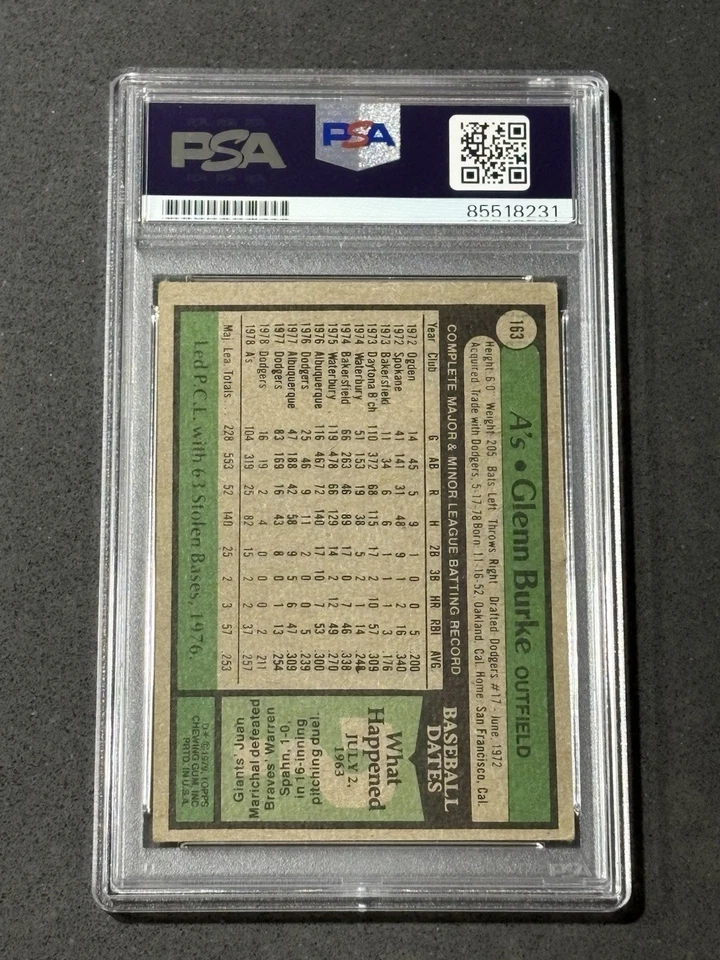 PSA
PSA
85518231
163
A's • Glenn Burke OUTFIELD
Height: 6'0" Weight: 205 Bats: Left Throws: Right Drafted: Dodgers #17 - June, 1972
Acquired: Trade with Dodgers, 5-17-78 Born: 11-16-52, Oakland, Cal. Home: San Francisco, Cal.
COMPLETE MAJOR & MINOR LEAGUE BATTING RECORD
Year Club G AB R H 2B 3B HR RBI AVG
1972 Ogden 14 45 5 9 1 0 0 5 .200
1972 Spokane 41 141 31 48 9 1 2 16 .340
1973 Bakersfield 11 34 6 6 1 1 1 3 .176
1973 Daytona B'ch 110 372 68 115 17 2 10 57 .309
1974 Waterbury 51 153 19 38 5 2 1 14 .248
1974 Bakersfield 66 263 46 89 17 0 7 46 .338
1975 Waterbury 119 478 66 129 14 2 12 49 .270
1976 Albuquerque 116 467 72 140 17 10 7 53 .300
1976 Dodgers 25 46 9 11 2 0 0 5 .239
1977 Albuquerque 47 188 42 58 9 5 6 47 .309
1977 Dodgers 83 169 16 43 8 0 1 13 .254
1978 Dodgers 16 19 2 4 0 0 0 2 .211
1978 A's 104 319 25 82 15 2 2 37 .257
Maj. Lea. Totals . . 228 553 52 140 25 2 3 57 .253
Led P.C.L. with 63 Stolen Bases, 1976.
BASEBALL
DATES
What
Happened
JULY 2,
1963
Giants' Juan
Marichal defeated
Braves' Warren
Spahn, 1-0,
in 16-inning
pitching duel.
D* © 1979, TOPPS
CHEWING GUM, INC.
PRTD. IN U.S.A.